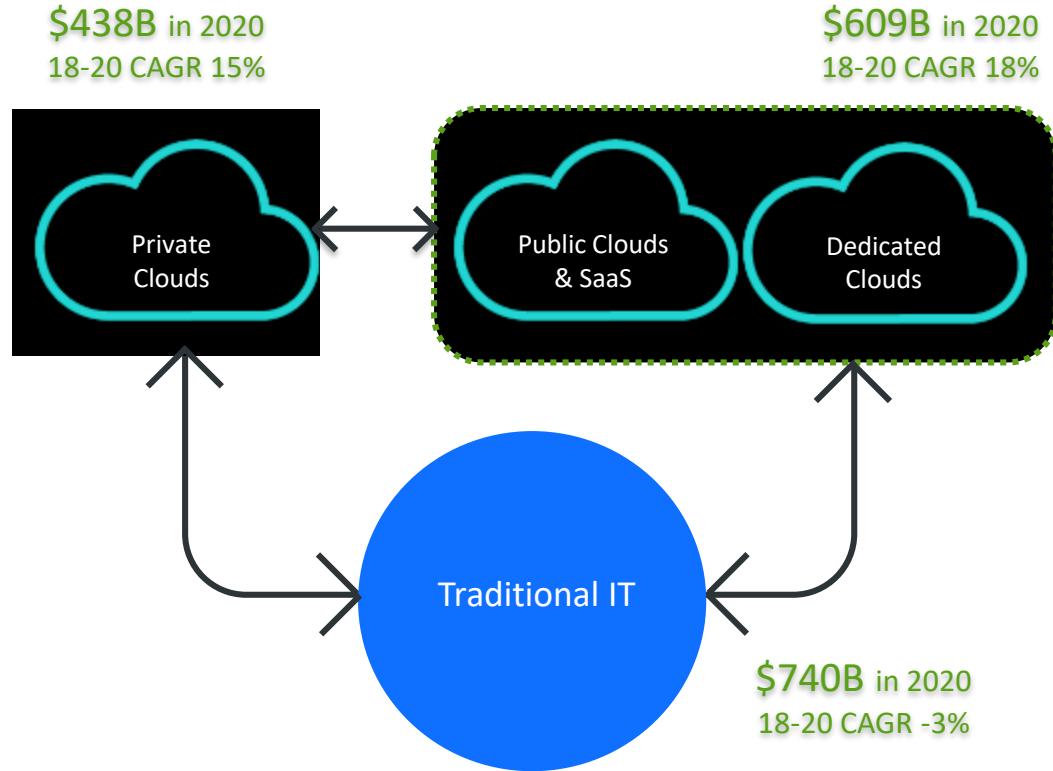 $438B in 2020
18-20 CAGR 15%
$609B in 2020
18-20 CAGR 18%
Private
Clouds
Public Clouds
& SaaS
Dedicated
Clouds
Traditional IT
$740B in 2020
18-20 CAGR -3%